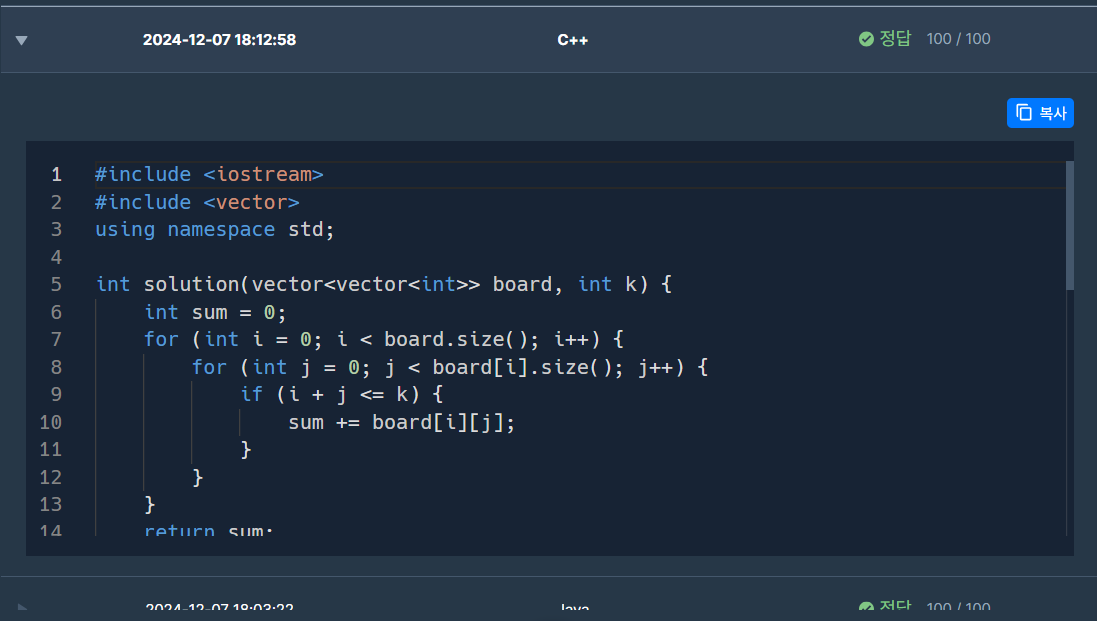 2024-12-07 18:12:58 C++ 정답 100 / 100
복사
1 #include <iostream>
2 #include <vector>
3 using namespace std;
4
5 int solution(vector<vector<int>> board, int k) {
6     int sum = 0;
7     for (int i = 0; i < board.size(); i++) {
8         for (int j = 0; j < board[i].size(); j++) {
9             if (i + j <= k) {
10                 sum += board[i][j];
11             }
12         }
13     }
14     return sum;
2024-12-07 18:03:22 Java 정답 100 / 100